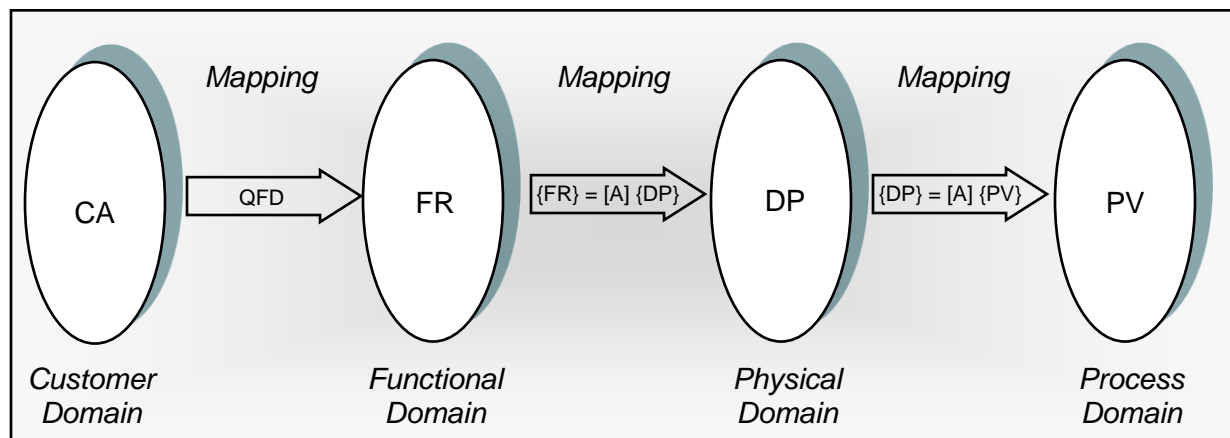 Mapping
Mapping
Mapping
CA
QFD
FR
{FR} = [A] {DP}
DP
{DP} = [A] {PV}
PV
Customer
Domain
Functional
Domain
Physical
Domain
Process
Domain